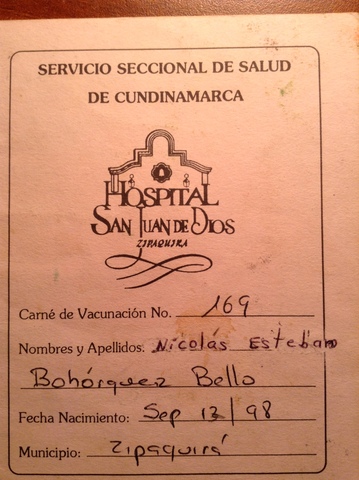 SERVICIO SECCIONAL DE SALUD
DE CUNDINAMARCA
HOSPITAL
SAN JUAN DE DIOS
ZIPAQUIRA
Carné de Vacunación No. 169
Nombres y Apellidos: Nicolás Esteban
Bohórquez Bello
Fecha Nacimiento: Sep 12/98
Municipio: Zipaquirá